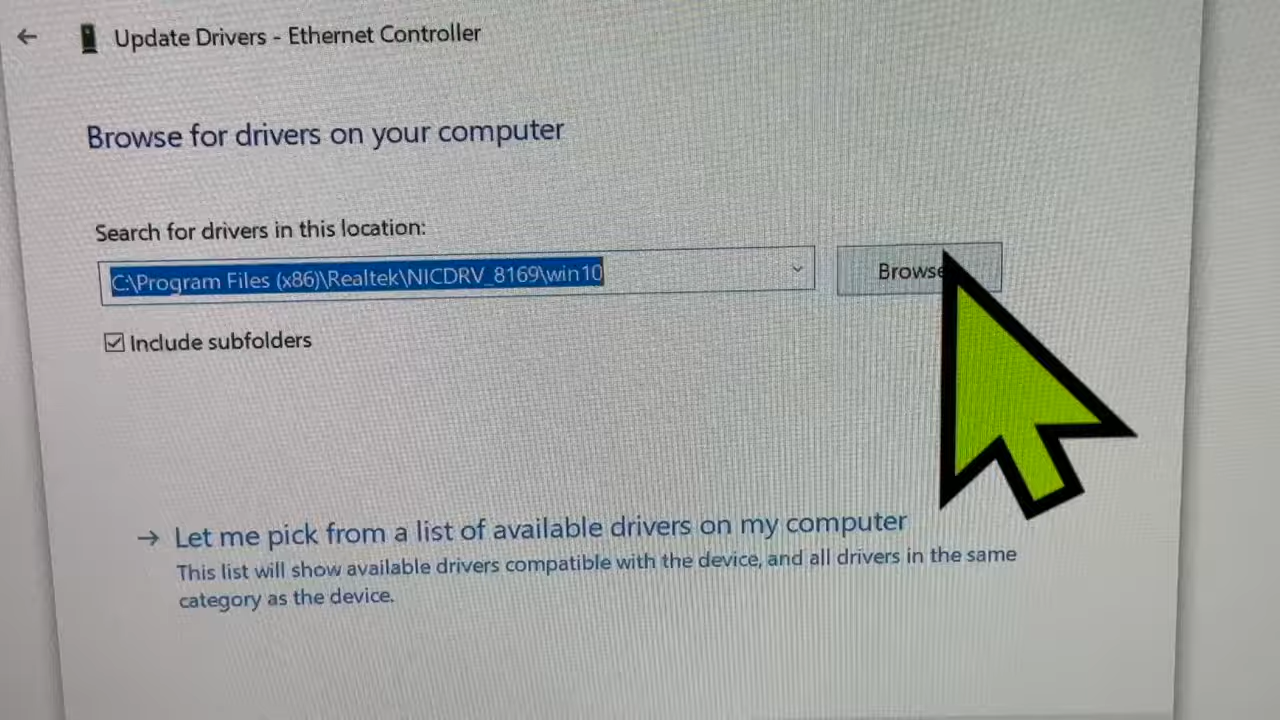 Update Drivers - Ethernet Controller
Browse for drivers on your computer
Search for drivers in this location:
C:\Program Files (x86)\Realtek\NICDRV_8169\win10
Browse
Include subfolders
→ Let me pick from a list of available drivers on my computer
This list will show available drivers compatible with the device, and all drivers in the same
category as the device.